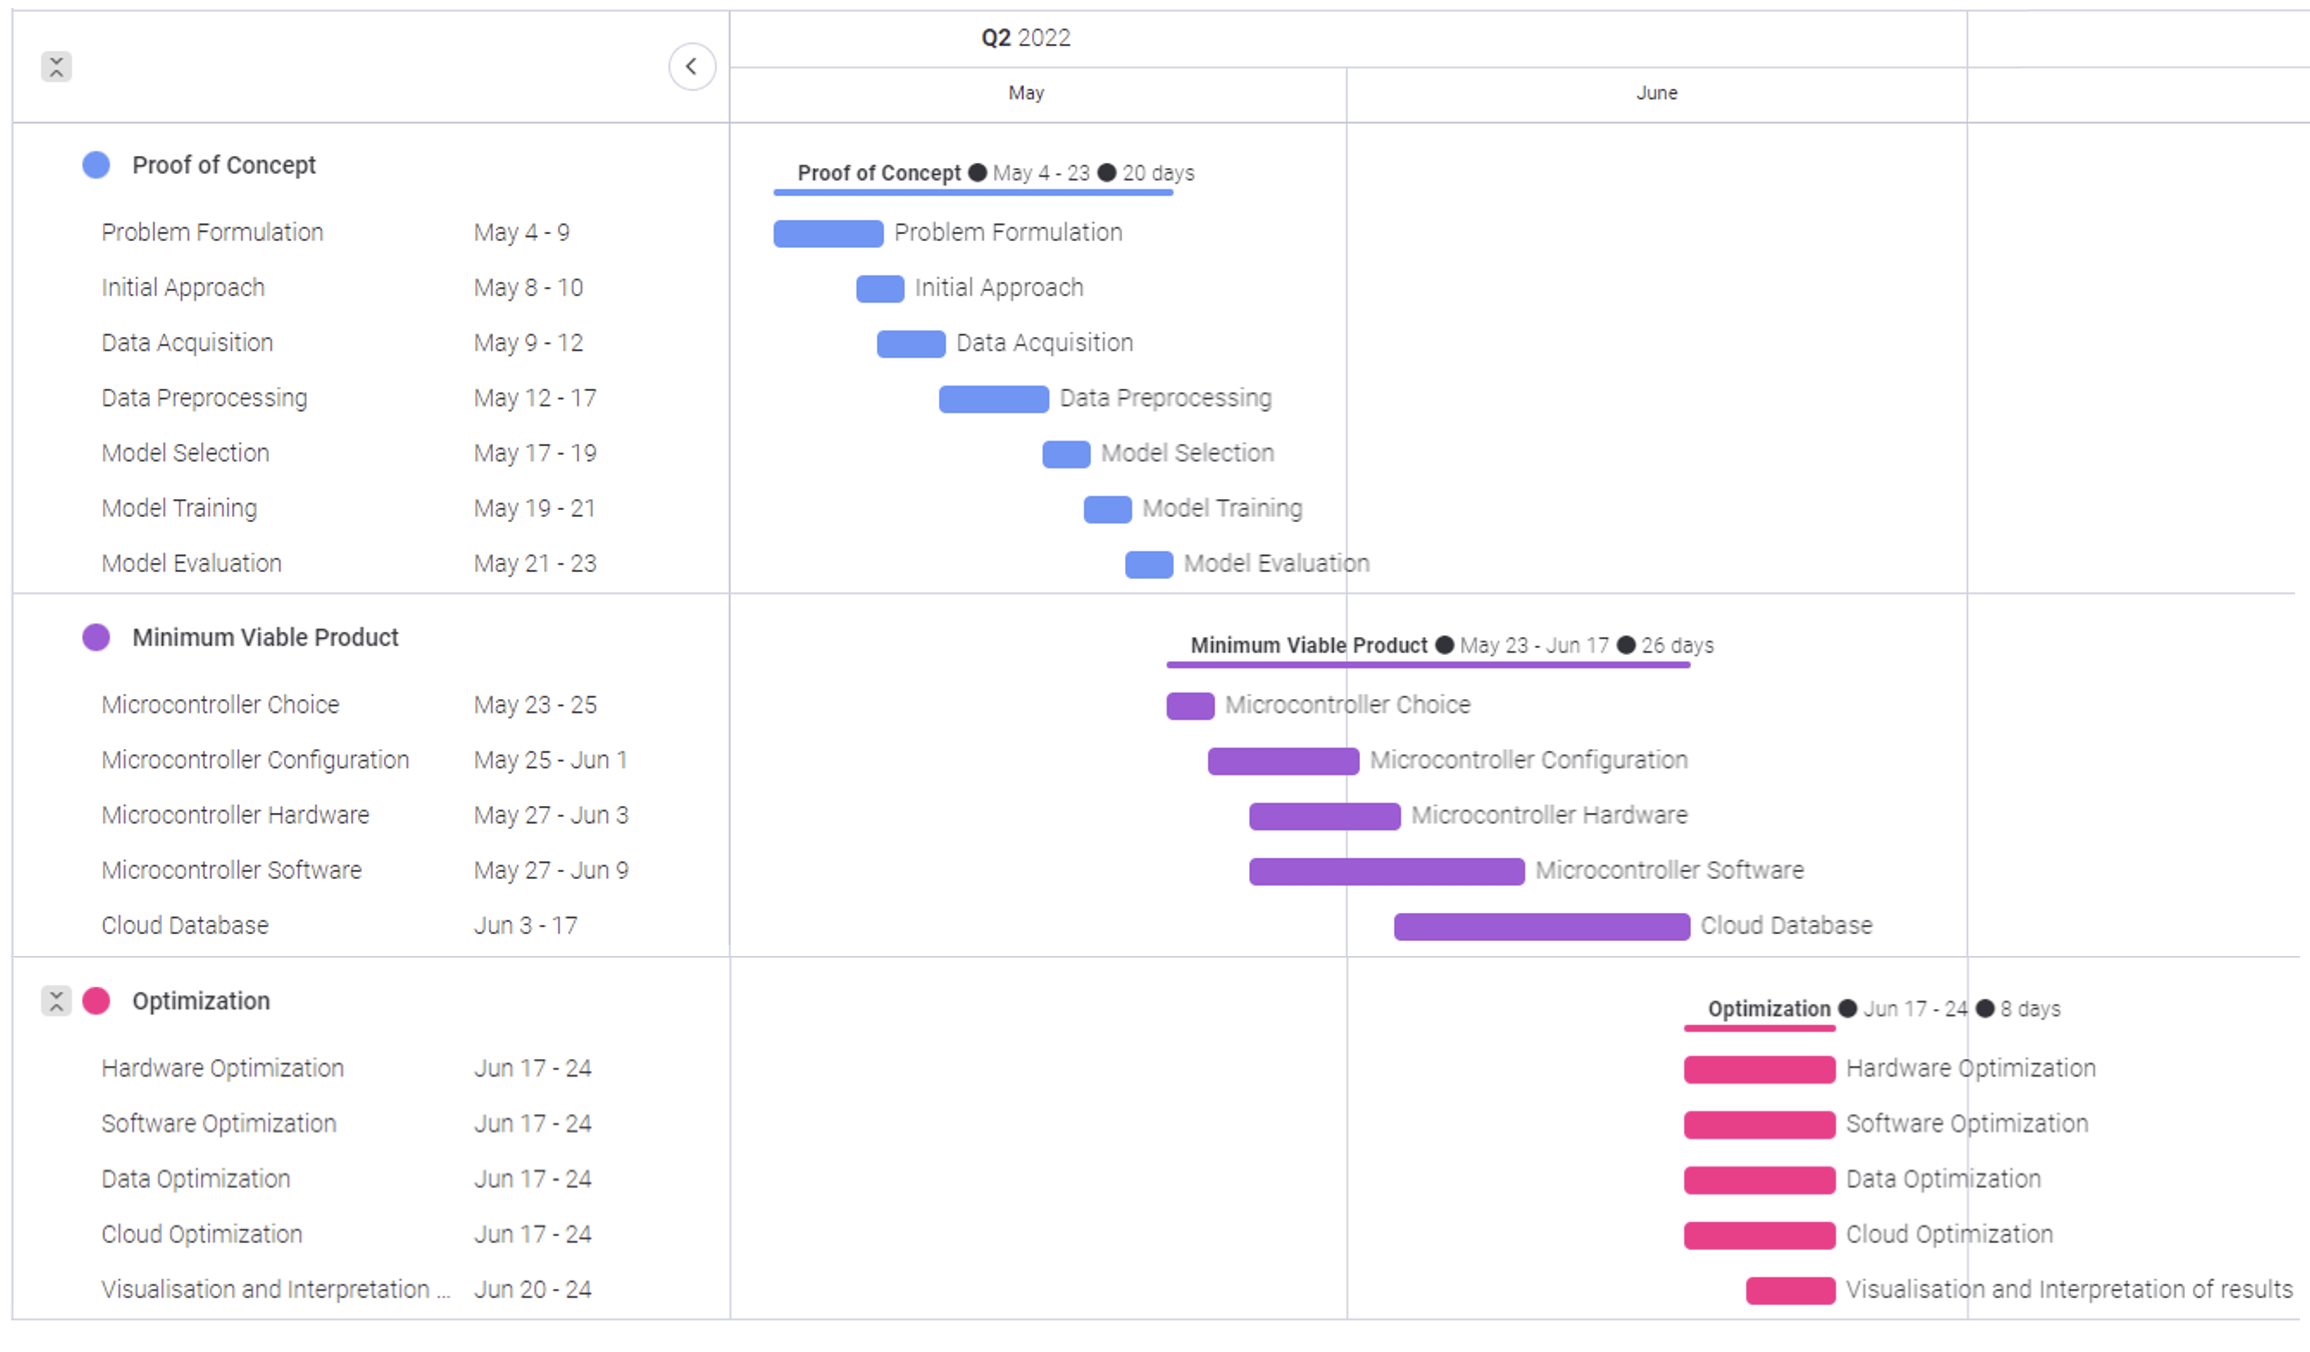 Q2 2022
May June
Proof of Concept
Proof of Concept ● May 4 - 23 ● 20 days
Problem Formulation May 4 - 9 Problem Formulation
Initial Approach May 8 - 10 Initial Approach
Data Acquisition May 9 - 12 Data Acquisition
Data Preprocessing May 12 - 17 Data Preprocessing
Model Selection May 17 - 19 Model Selection
Model Training May 19 - 21 Model Training
Model Evaluation May 21 - 23 Model Evaluation
Minimum Viable Product
Minimum Viable Product ● May 23 - Jun 17 ● 26 days
Microcontroller Choice May 23 - 25 Microcontroller Choice
Microcontroller Configuration May 25 - Jun 1 Microcontroller Configuration
Microcontroller Hardware May 27 - Jun 3 Microcontroller Hardware
Microcontroller Software May 27 - Jun 9 Microcontroller Software
Cloud Database Jun 3 - 17 Cloud Database
Optimization
Optimization ● Jun 17 - 24 ● 8 days
Hardware Optimization Jun 17 - 24 Hardware Optimization
Software Optimization Jun 17 - 24 Software Optimization
Data Optimization Jun 17 - 24 Data Optimization
Cloud Optimization Jun 17 - 24 Cloud Optimization
Visualisation and Interpretation ... Jun 20 - 24 Visualisation and Interpretation of results